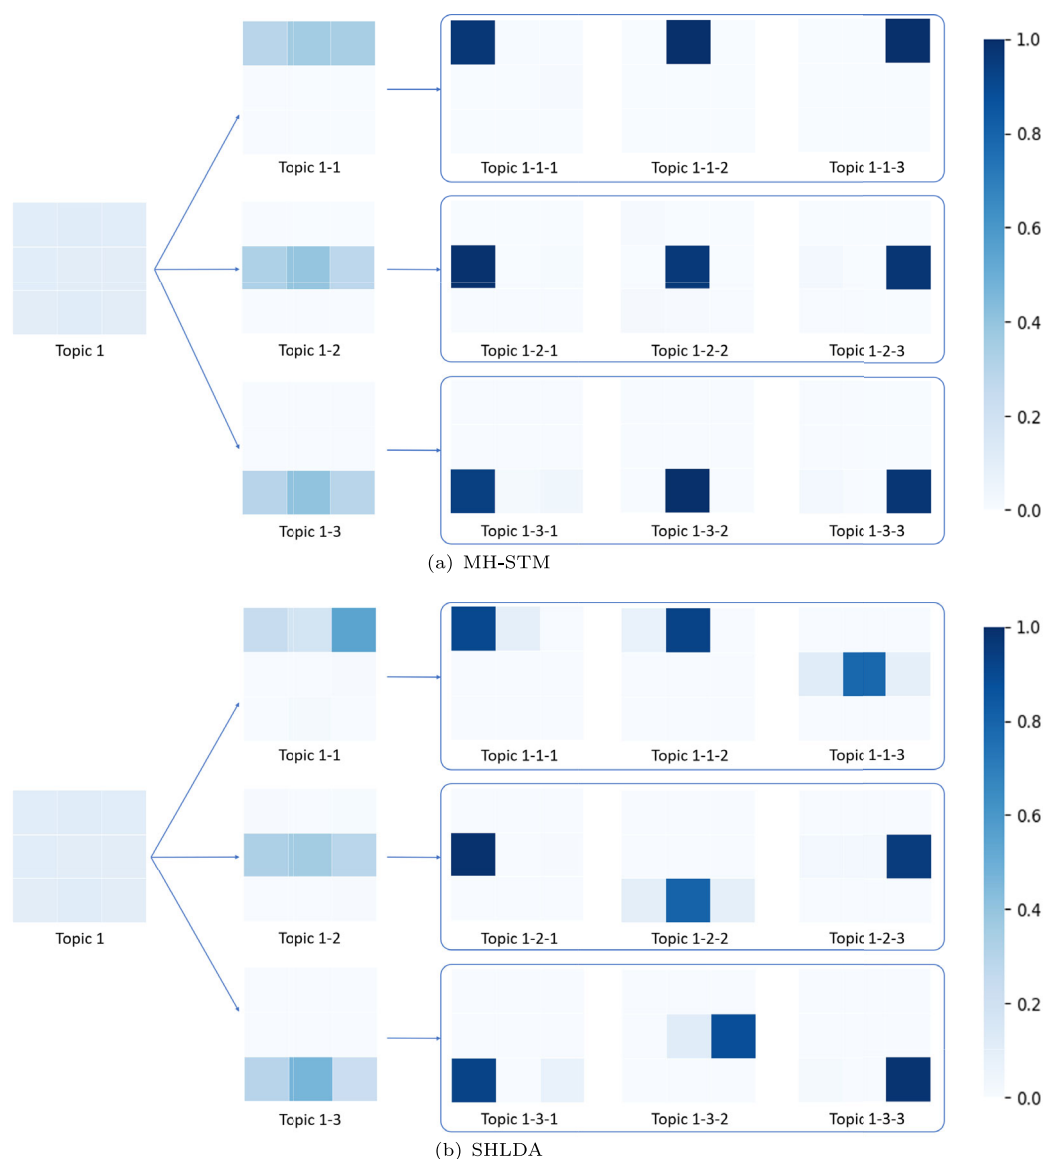 1.0
Topic 1-1
Topic 1-1-1
Topic 1-1-2
Topic 1-1-3
0.8
0.6
Topic 1
Topic 1-2
Topic 1-2-1
Topic 1-2-2
Topic 1-2-3
0.4
0.2
0.0
Topic 1-3
Topic 1-3-1
Topic 1-3-2
Topic 1-3-3
(a) MH-STM
1.0
Topic 1-1
Topic 1-1-1
Topic 1-1-2
Topic 1-1-3
0.8
0.6
Topic 1
Topic 1-2
Topic 1-2-1
Topic 1-2-2
Topic 1-2-3
0.4
0.2
0.0
Topic 1-3
Topic 1-3-1
Topic 1-3-2
Topic 1-3-3
(b) SHLDA